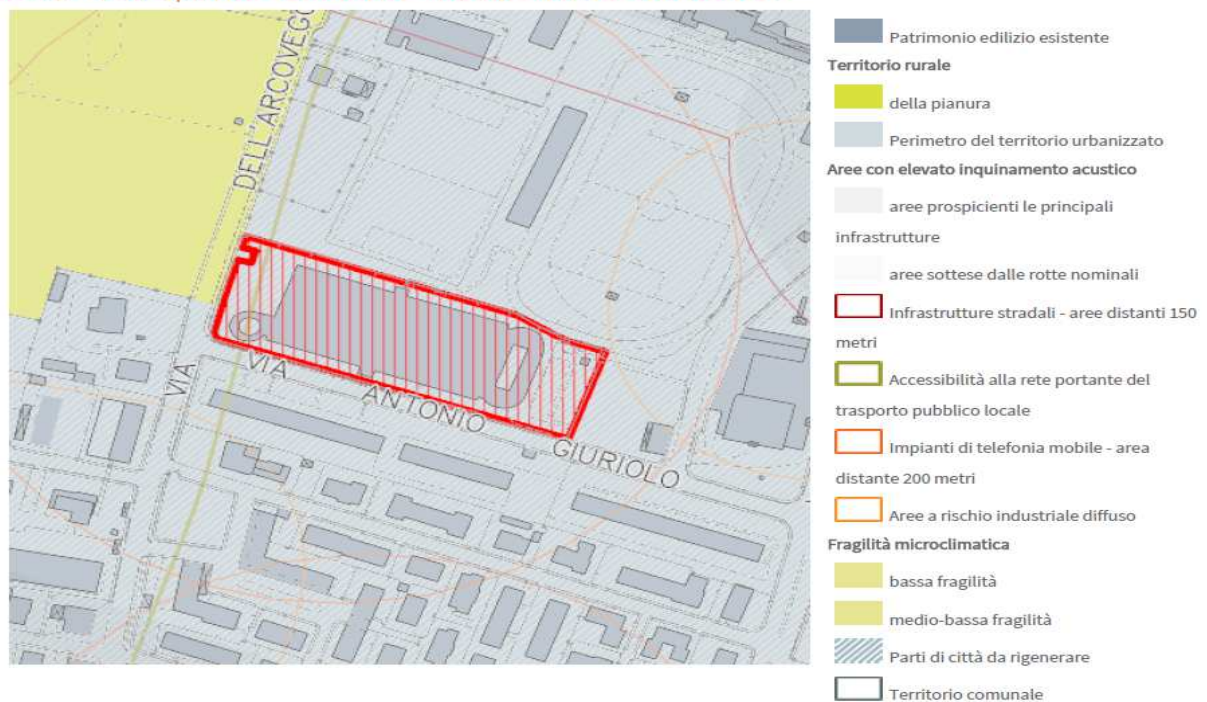 DELL'ARCOVEGGIO
VIA
VIA
ANTONIO
GIURIOLO
Patrimonio edilizio esistente
Territorio rurale
della pianura
Perimetro del territorio urbanizzato
Aree con elevato inquinamento acustico
aree prospicienti le principali
infrastrutture
aree sottese dalle rotte nominali
Infrastrutture stradali - aree distanti 150
metri
Accessibilità alla rete portante del
trasporto pubblico locale
Impianti di telefonia mobile - area
distante 200 metri
Aree a rischio industriale diffuso
Fragilità microclimatica
bassa fragilità
medio-bassa fragilità
Parti di città da rigenerare
Territorio comunale